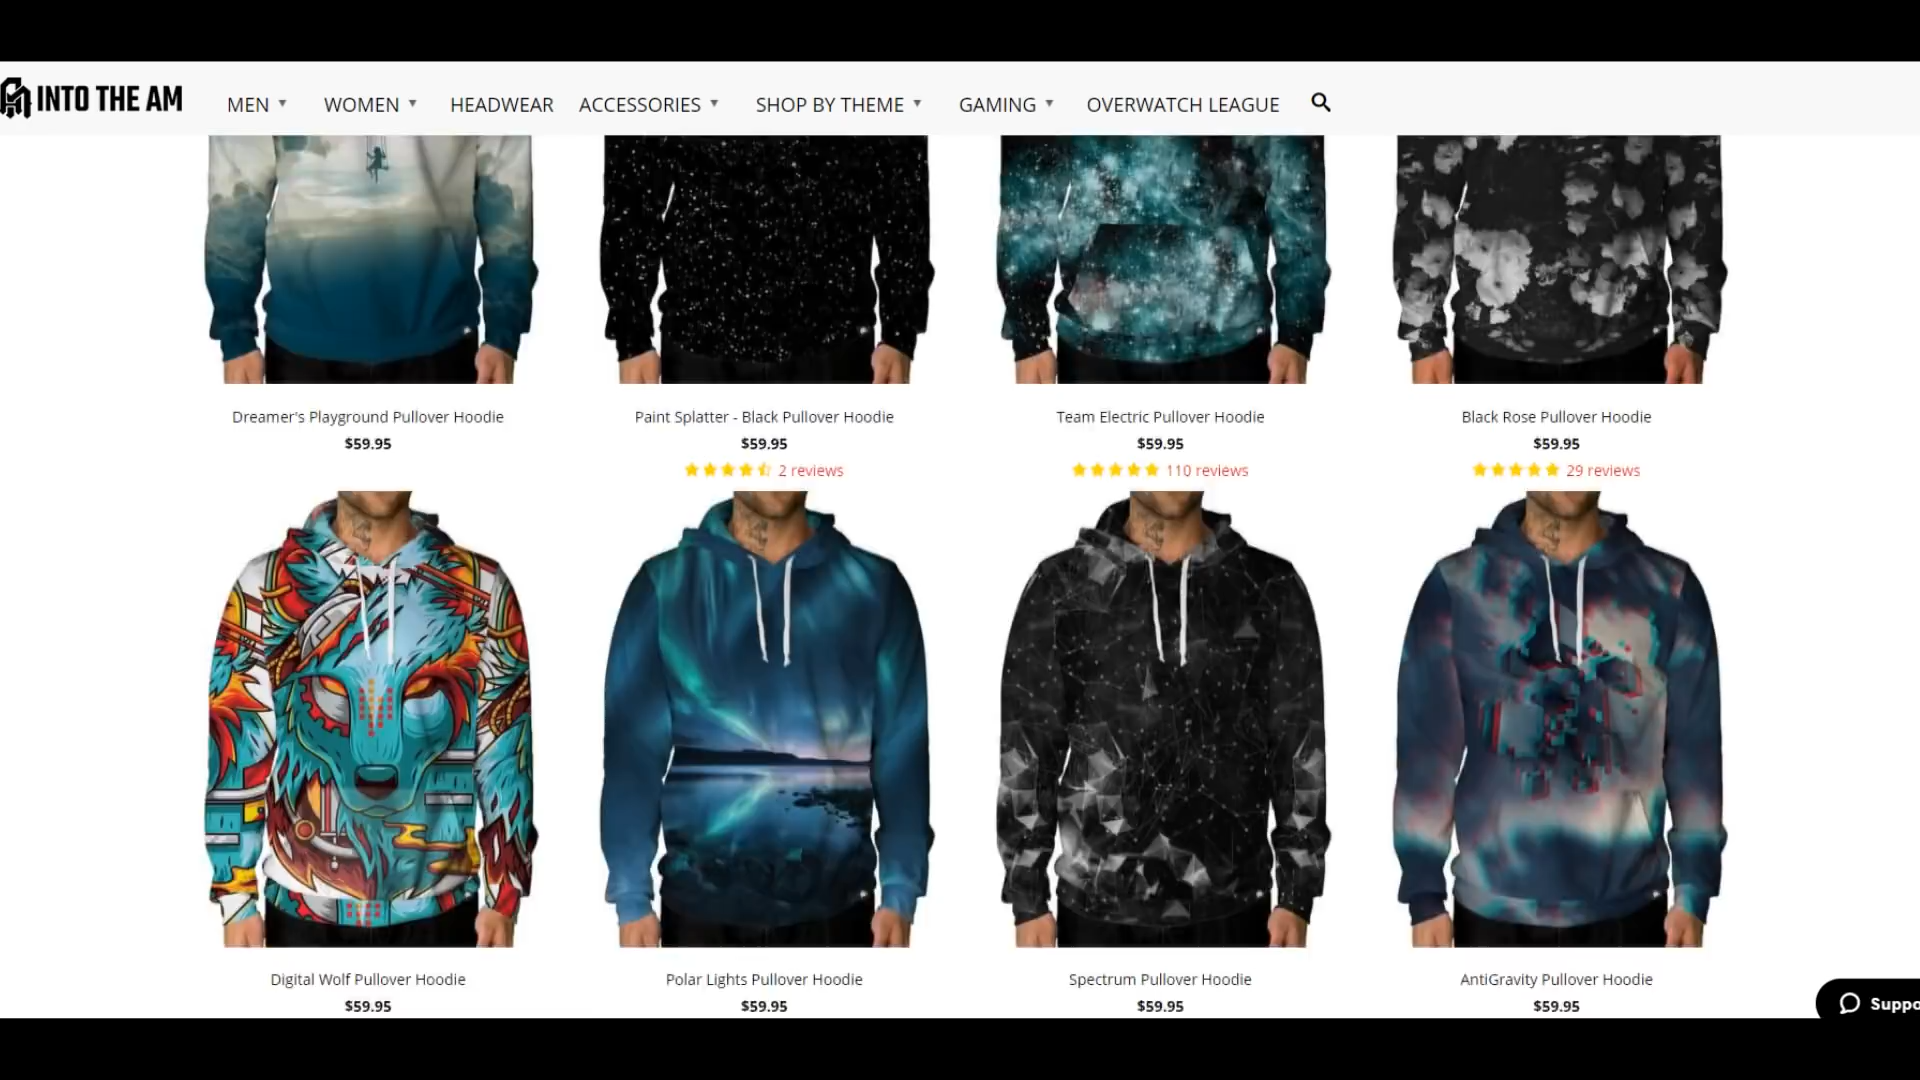 INTO THE AM
MEN WOMEN HEADWEAR ACCESSORIES SHOP BY THEME GAMING OVERWATCH LEAGUE
Dreamer's Playground Pullover Hoodie
$59.95
Paint Splatter - Black Pullover Hoodie
$59.95
2 reviews
Team Electric Pullover Hoodie
$59.95
110 reviews
Black Rose Pullover Hoodie
$59.95
29 reviews
Digital Wolf Pullover Hoodie
$59.95
Polar Lights Pullover Hoodie
$59.95
Spectrum Pullover Hoodie
$59.95
AntiGravity Pullover Hoodie
$59.95
Suppo